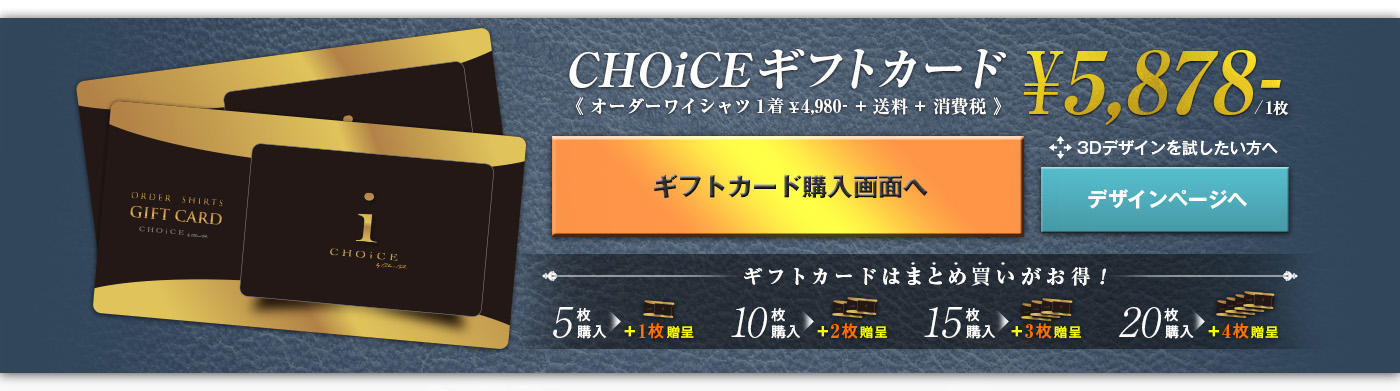 CHOiCEギフトカード ¥5,878-/1枚
《 オーダーワイシャツ1着¥4,980- + 送料 + 消費税 》
3Dデザインを試したい方へ
ギフトカード購入画面へ
デザインページへ
ORDER SHIRTS
GIFT CARD
CHOiCE
i
CHOiCE
ギフトカードはまとめ買いがお得!
5枚購入 +1枚贈呈
10枚購入 +2枚贈呈
15枚購入 +3枚贈呈
20枚購入 +4枚贈呈